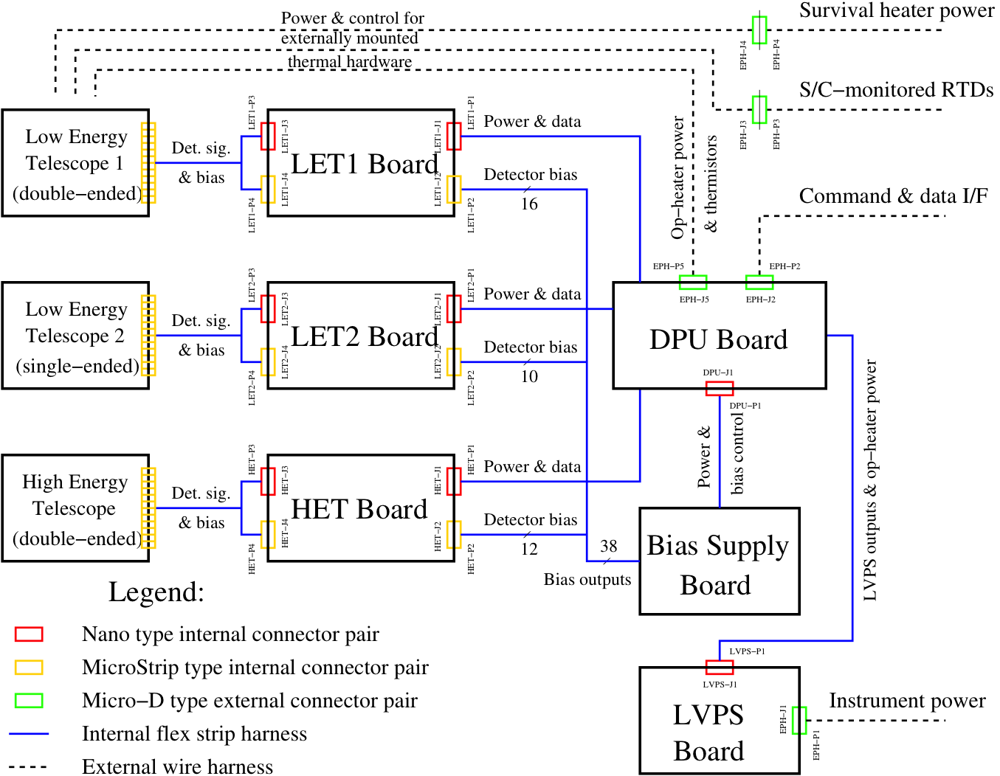 Power & control for
externally mounted
thermal hardware
Survival heater power
EPH–J4
EPH–P4
S/C–monitored RTDs
EPH–J3
EPH–P3
Command & data I/F
Op–heater power
& thermistors
Low Energy
Telescope 1
(double–ended)
Det. sig.
& bias
LET1–P3
LET1–J3
LET1–J4
LET1–P4
LET1 Board
LET1–P1
LET1–J1
LET1–J2
LET1–P2
Power & data
Detector bias
16
Low Energy
Telescope 2
(single–ended)
Det. sig.
& bias
LET2–P3
LET2–J3
LET2–J4
LET2–P4
LET2 Board
LET2–P1
LET2–J1
LET2–J2
LET2–P2
Power & data
Detector bias
10
EPH–P5
EPH–J5
EPH–P2
EPH–J2
DPU Board
DPU–J1
DPU–P1
Power &
bias control
LVPS outputs & op–heater power
High Energy
Telescope
(double–ended)
Det. sig.
& bias
HET–P3
HET–J3
HET–J4
HET–P4
HET Board
HET–P1
HET–J1
HET–J2
HET–P2
Power & data
Detector bias
12
38
Bias outputs
Bias Supply
Board
LVPS–P1
LVPS–J1
LVPS
Board
EPH–J1
EPH–P1
Instrument power
Legend:
Nano type internal connector pair
MicroStrip type internal connector pair
Micro–D type external connector pair
Internal flex strip harness
External wire harness